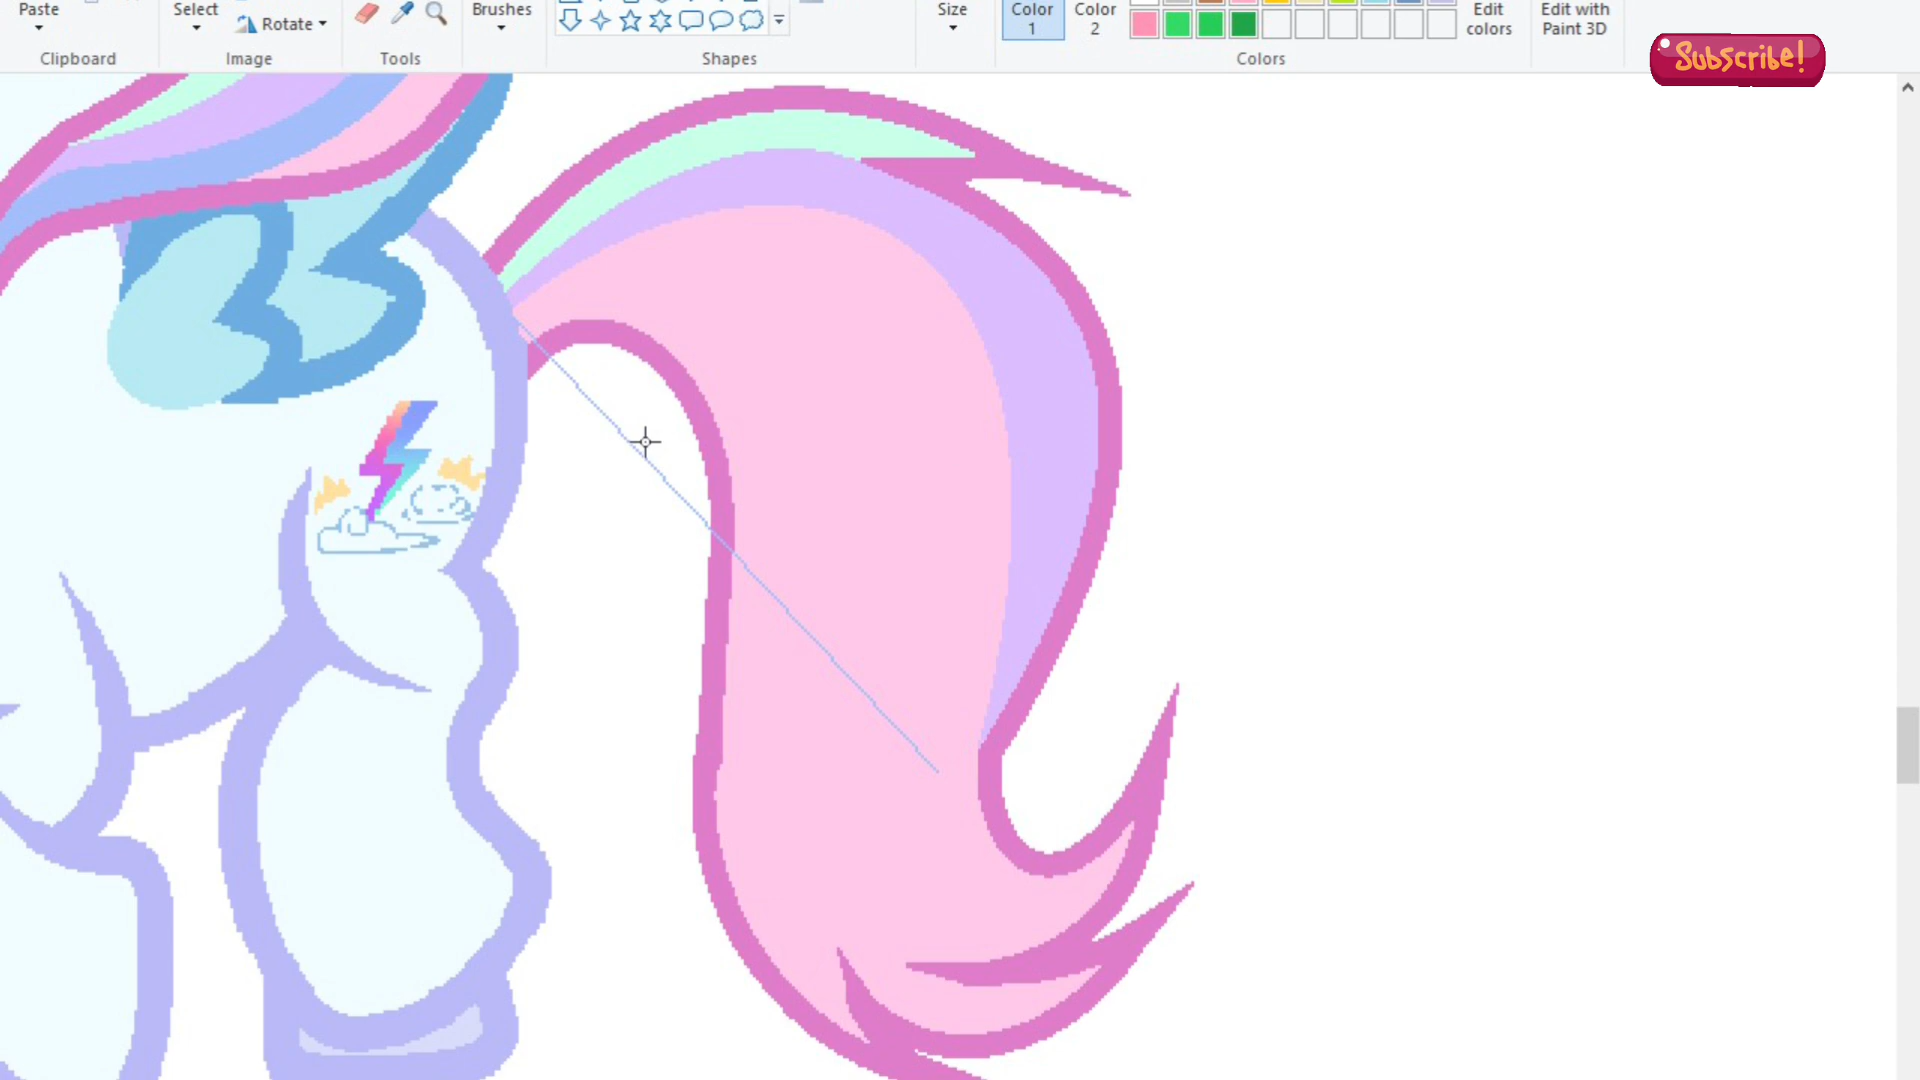 Paste
Select
Rotate
Brushes
Size
Color
1
Color
2
Edit
colors
Edit with
Paint 3D
Clipboard
Image
Tools
Shapes
Colors
Subscribe!